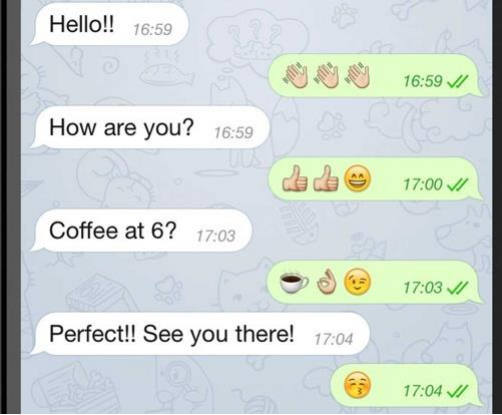 Hello!! 16:59
👋👋👋 16:59
How are you? 16:59
👍👍😄 17:00
Coffee at 6? 17:03
☕👌😉 17:03
Perfect!! See you there! 17:04
😚 17:04